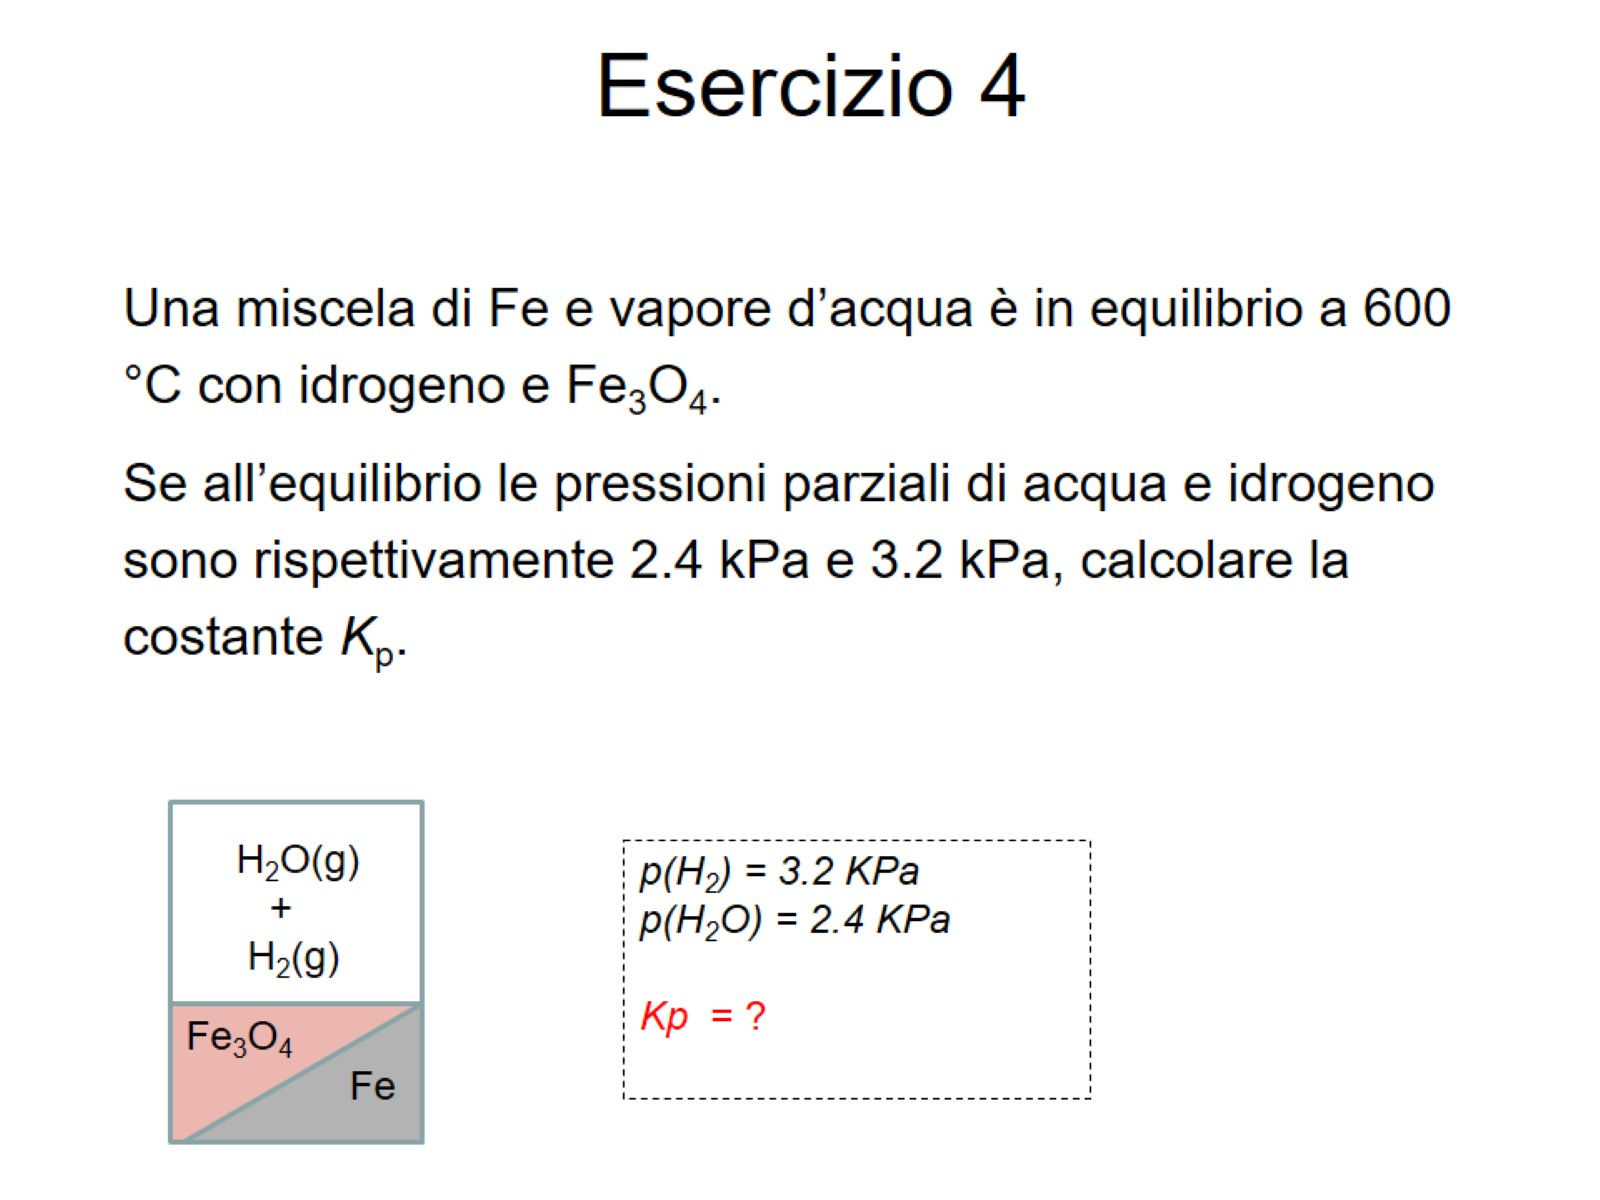 Esercizio 4
Una miscela di Fe e vapore d’acqua è in equilibrio a 600
°C con idrogeno e Fe₃O₄.
Se all’equilibrio le pressioni parziali di acqua e idrogeno
sono rispettivamente 2.4 kPa e 3.2 kPa, calcolare la
costante Kₚ.
H₂O(g)
+
H₂(g)
Fe₃O₄
Fe
p(H₂) = 3.2 KPa
p(H₂O) = 2.4 KPa
Kp = ?